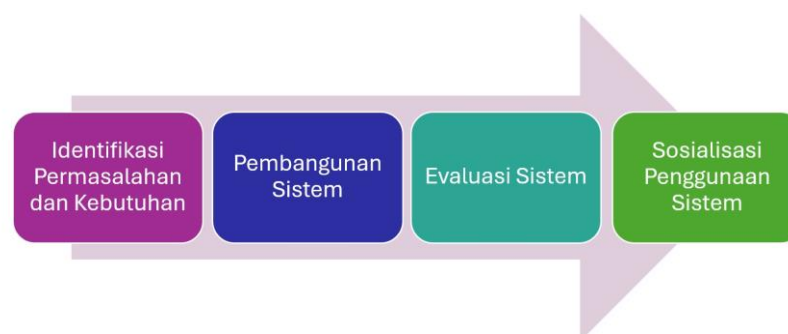 Identifikasi
Permasalahan
dan Kebutuhan
Pembangunan
Sistem
Evaluasi Sistem
Sosialisasi
Penggunaan
Sistem